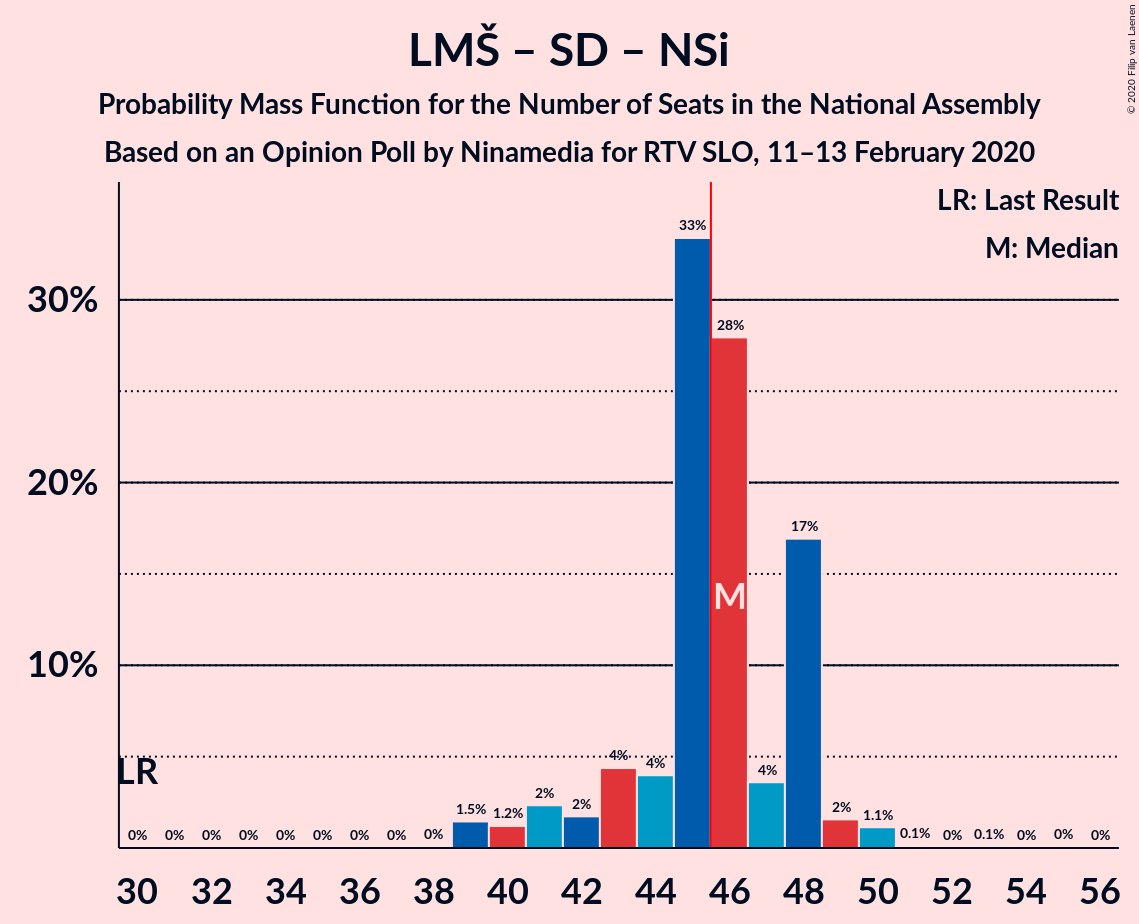 LMŠ – SD – NSi
Probability Mass Function for the Number of Seats in the National Assembly
Based on an Opinion Poll by Ninamedia for RTV SLO, 11–13 February 2020
© 2020 Filip van Laenen
LR: Last Result
M: Median
30%
20%
10%
LR
M
0% 0% 0% 0% 0% 0% 0% 0% 0% 1.5% 1.2% 2% 2% 4% 4% 33% 28% 4% 17% 2% 1.1% 0.1% 0% 0.1% 0% 0% 0%
30 32 34 36 38 40 42 44 46 48 50 52 54 56